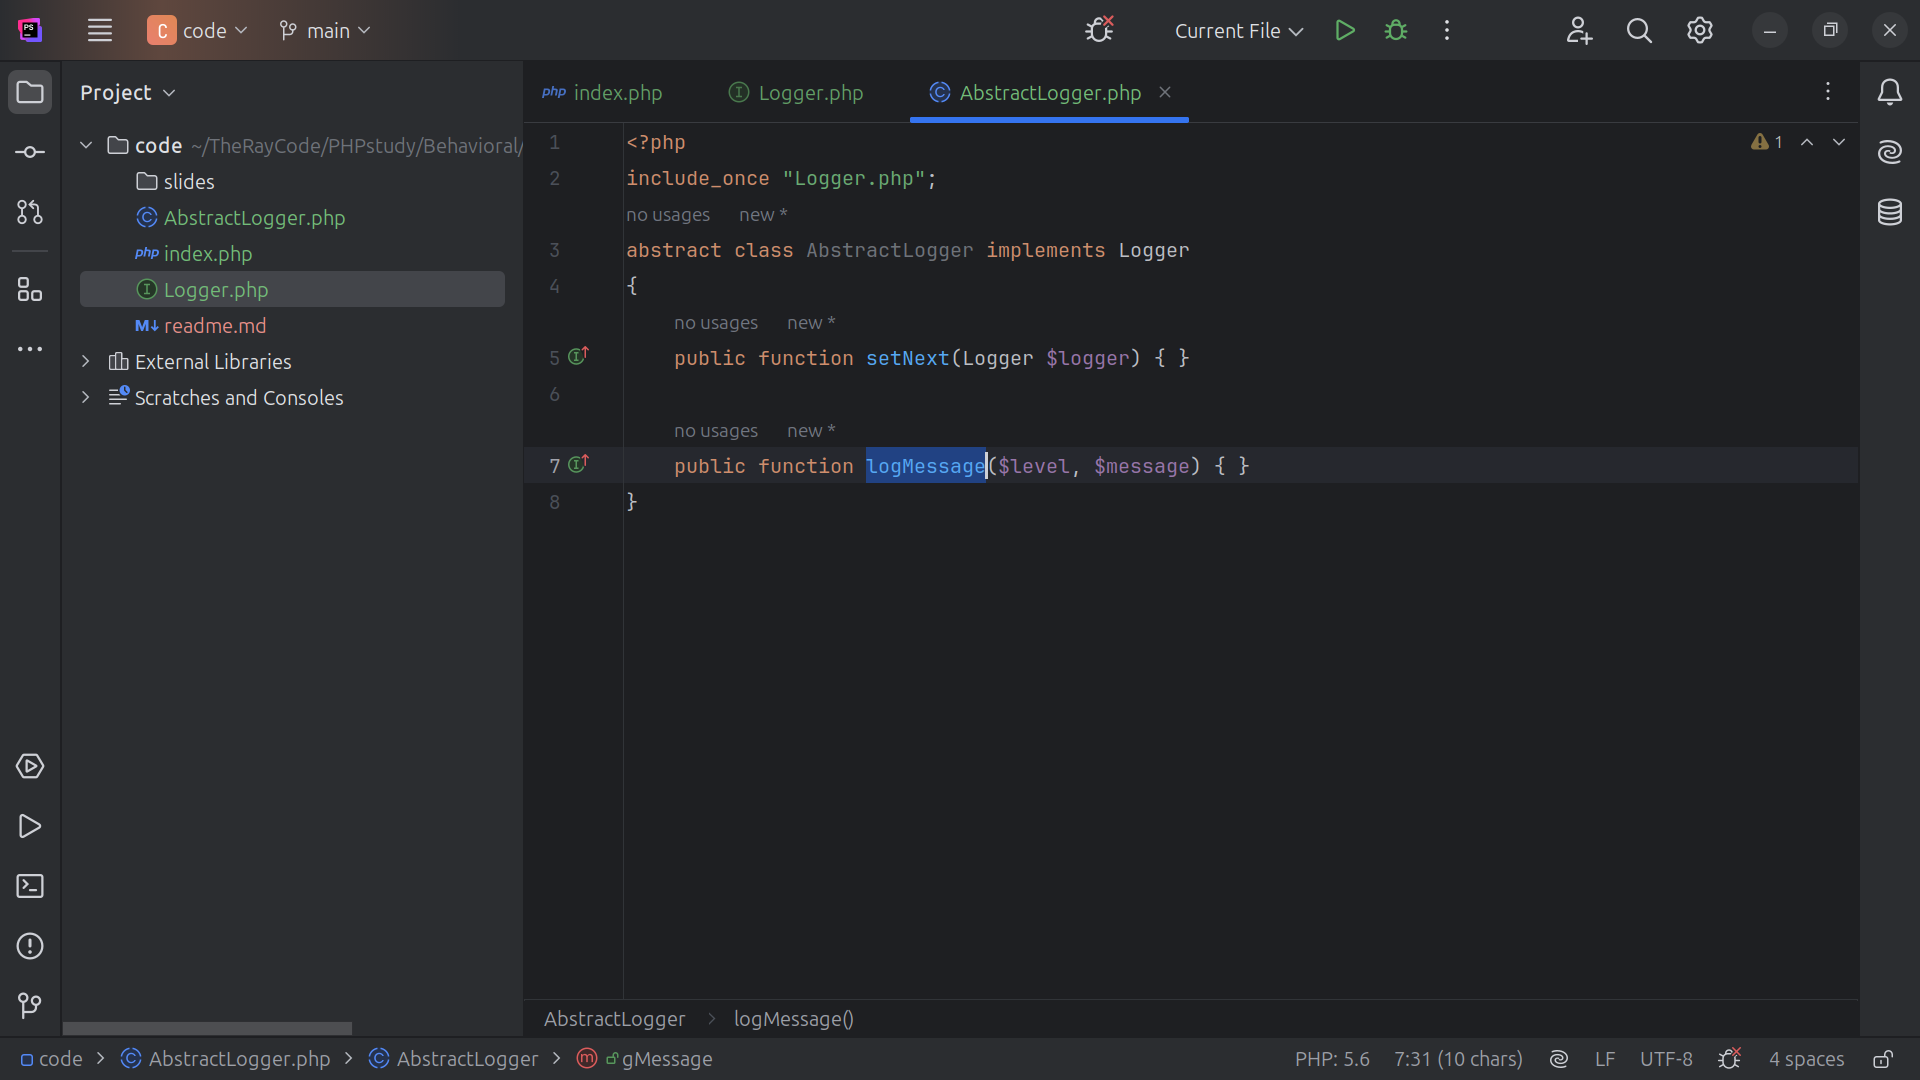 PS
C code
main
Current File
Project
index.php
Logger.php
AbstractLogger.php
code ~/TheRayCode/PHPstudy/Behavioral/
slides
AbstractLogger.php
php index.php
Logger.php
M↓ readme.md
External Libraries
Scratches and Consoles
1 <?php
2 include_once "Logger.php";
no usages new *
3 abstract class AbstractLogger implements Logger
4 {
no usages new *
5 public function setNext(Logger $logger) { }
6
no usages new *
7 public function logMessage($level, $message) { }
8 }
1
AbstractLogger > logMessage()
code > AbstractLogger.php > AbstractLogger > m gMessage
PHP: 5.6 7:31 (10 chars) LF UTF-8 4 spaces